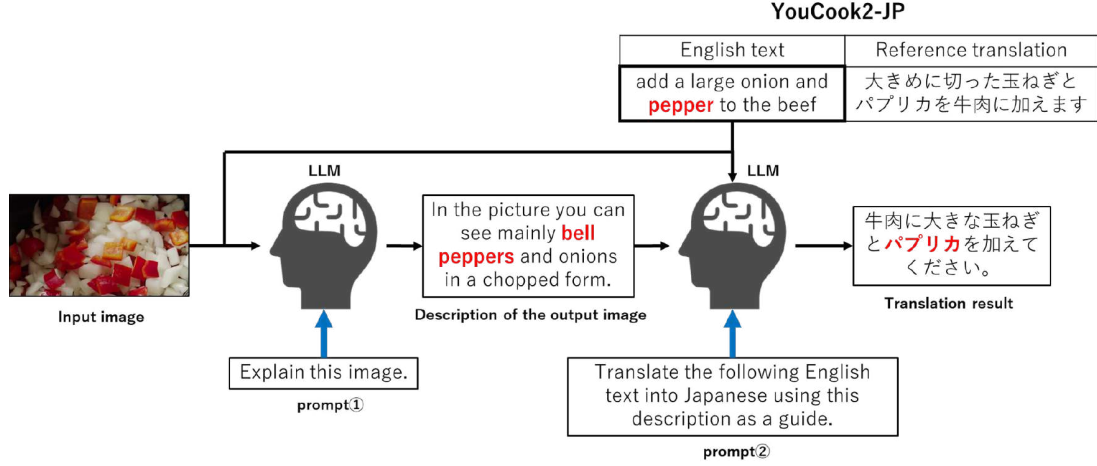 YouCook2-JP
English text
Reference translation
add a large onion and
pepper to the beef
大きめに切った玉ねぎと
パプリカを牛肉に加えます
LLM
LLM
In the picture you can
see mainly bell
peppers and onions
in a chopped form.
牛肉に大きな玉ねぎ
とパプリカを加えて
ください。
Input image
Description of the output image
Translation result
Explain this image.
prompt①
Translate the following English
text into Japanese using this
description as a guide.
prompt②